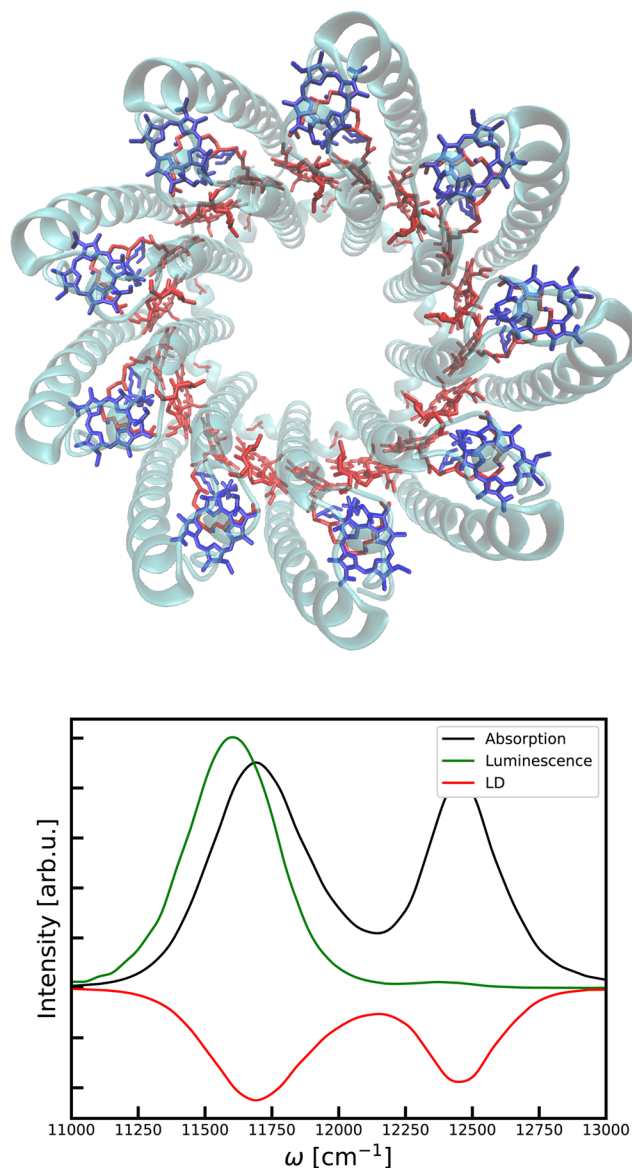 Absorption
Luminescence
LD
Intensity [arb.u.]
11000 11250 11500 11750 12000 12250 12500 12750 13000
ω [cm⁻¹]